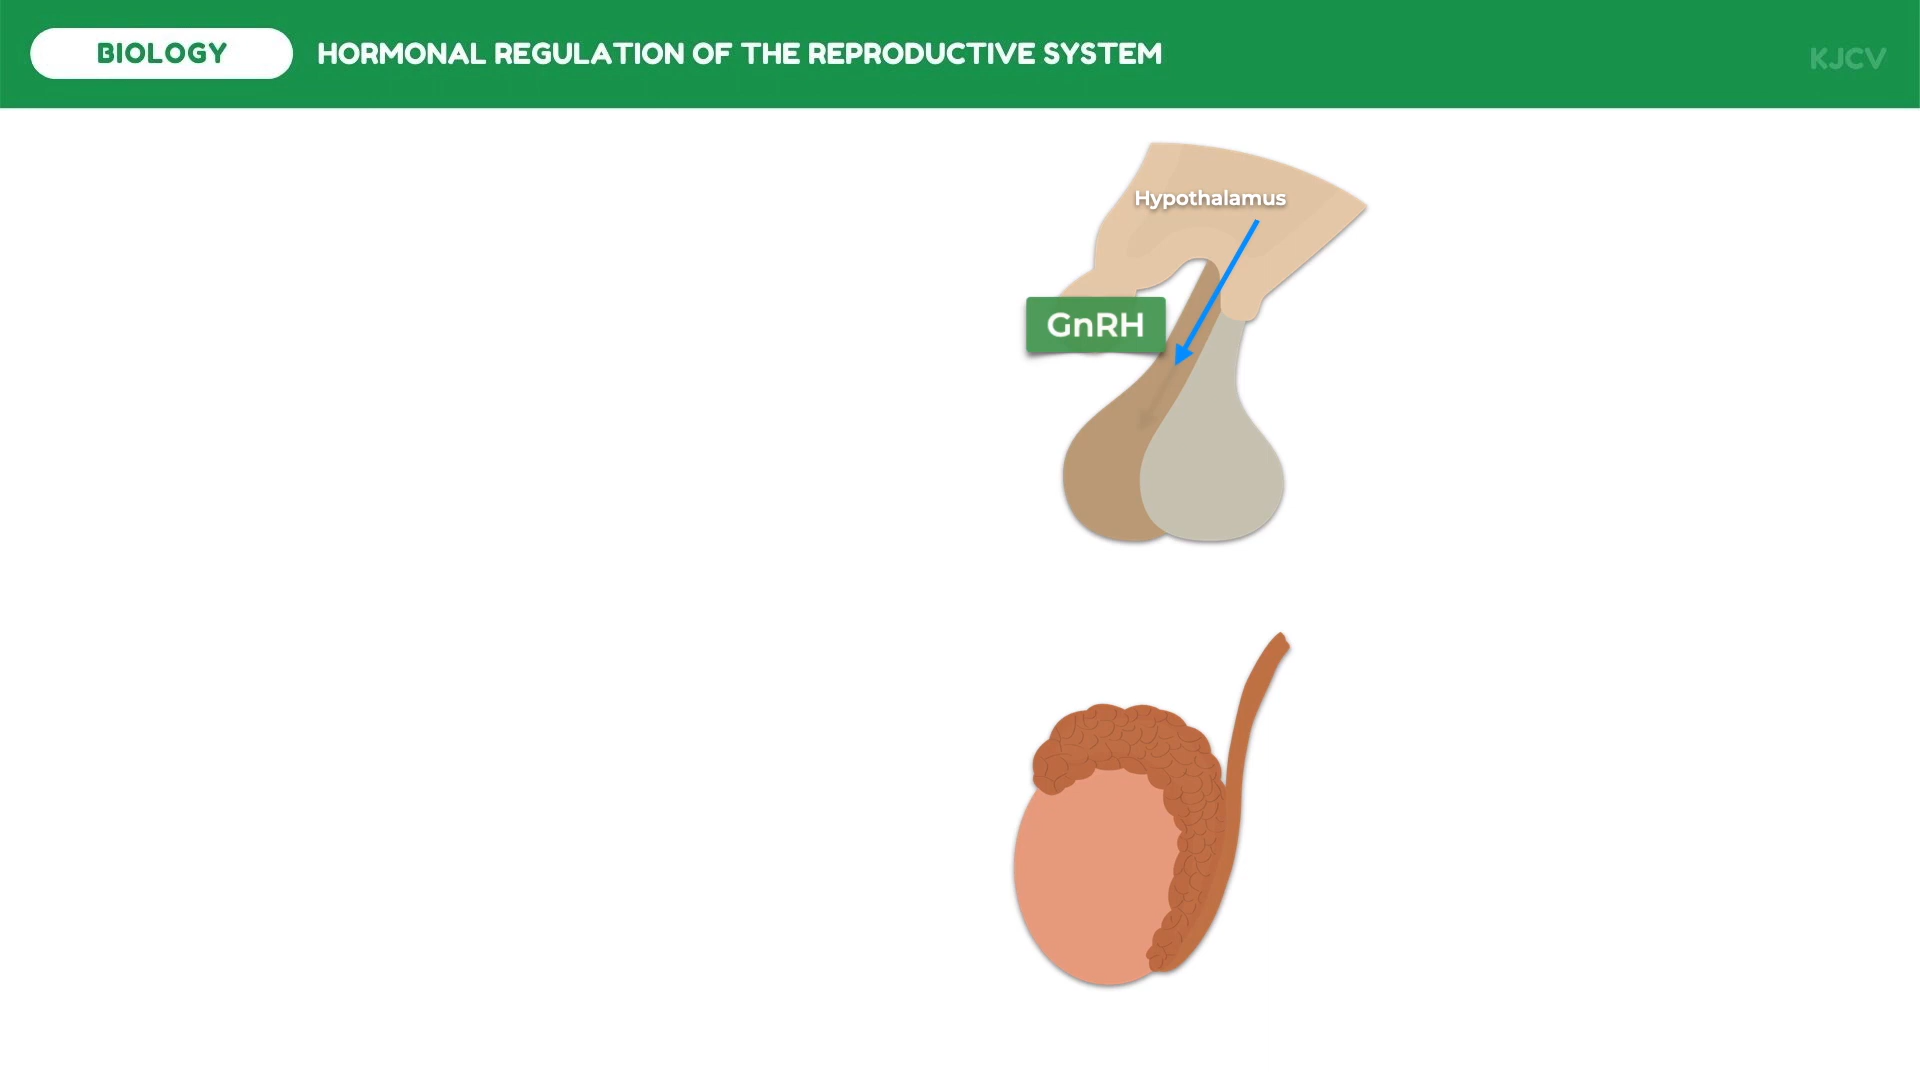 BIOLOGY
HORMONAL REGULATION OF THE REPRODUCTIVE SYSTEM
KJCV
Hypothalamus
GnRH